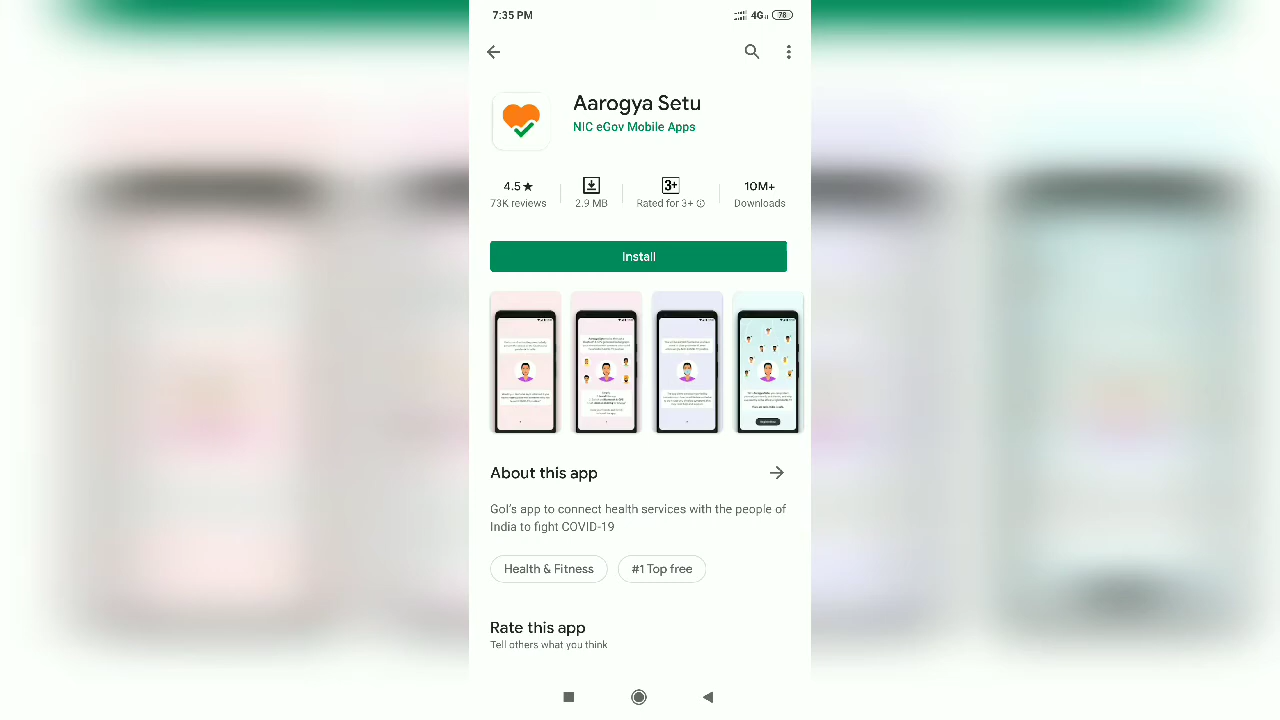 7:35 PM
4G
78
Aarogya Setu
NIC eGov Mobile Apps
4.5★
73K reviews
2.9 MB
3+
Rated for 3+
10M+
Downloads
Install
About this app
GoI's app to connect health services with the people of
India to fight COVID-19
Health & Fitness
#1 Top free
Rate this app
Tell others what you think